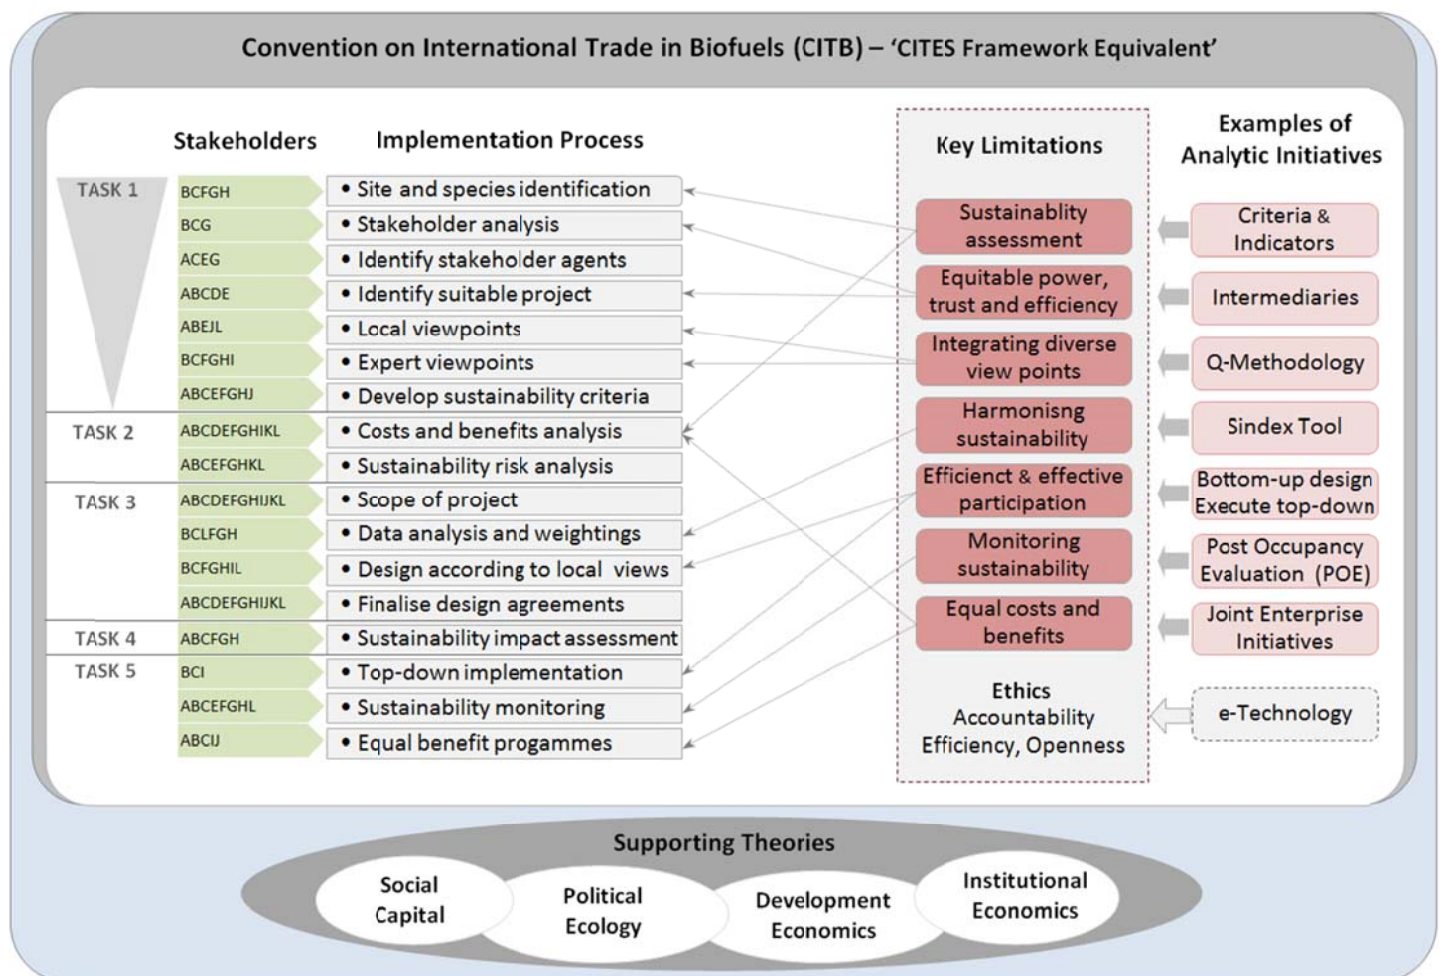 Convention on International Trade in Biofuels (CITB) – ‘CITES Framework Equivalent’
Stakeholders
Implementation Process
Key Limitations
Examples of
Analytic Initiatives
TASK 1
BCFGH
• Site and species identification
BCG
• Stakeholder analysis
ACEG
• Identify stakeholder agents
ABCDE
• Identify suitable project
ABEJL
• Local viewpoints
BCFGHI
• Expert viewpoints
ABCEFGHJ
• Develop sustainability criteria
TASK 2
ABCDEFGHIKL
• Costs and benefits analysis
ABCEFGHKL
• Sustainability risk analysis
TASK 3
ABCDEFGHIJKL
• Scope of project
BCLFGH
• Data analysis and weightings
BCFGHIL
• Design according to local views
ABCDEFGHIJKL
• Finalise design agreements
TASK 4
ABCFGH
• Sustainability impact assessment
TASK 5
BCI
• Top-down implementation
ABCEFGHL
• Sustainability monitoring
ABCIJ
• Equal benefit progammes
Sustainablity
assessment
Equitable power,
trust and efficiency
Integrating diverse
view points
Harmonisng
sustainability
Efficienct & effective
participation
Monitoring
sustainability
Equal costs and
benefits
Ethics
Accountability
Efficiency, Openness
Criteria &
Indicators
Intermediaries
Q-Methodology
Sindex Tool
Bottom-up design
Execute top-down
Post Occupancy
Evaluation (POE)
Joint Enterprise
Initiatives
e-Technology
Supporting Theories
Social
Capital
Political
Ecology
Development
Economics
Institutional
Economics